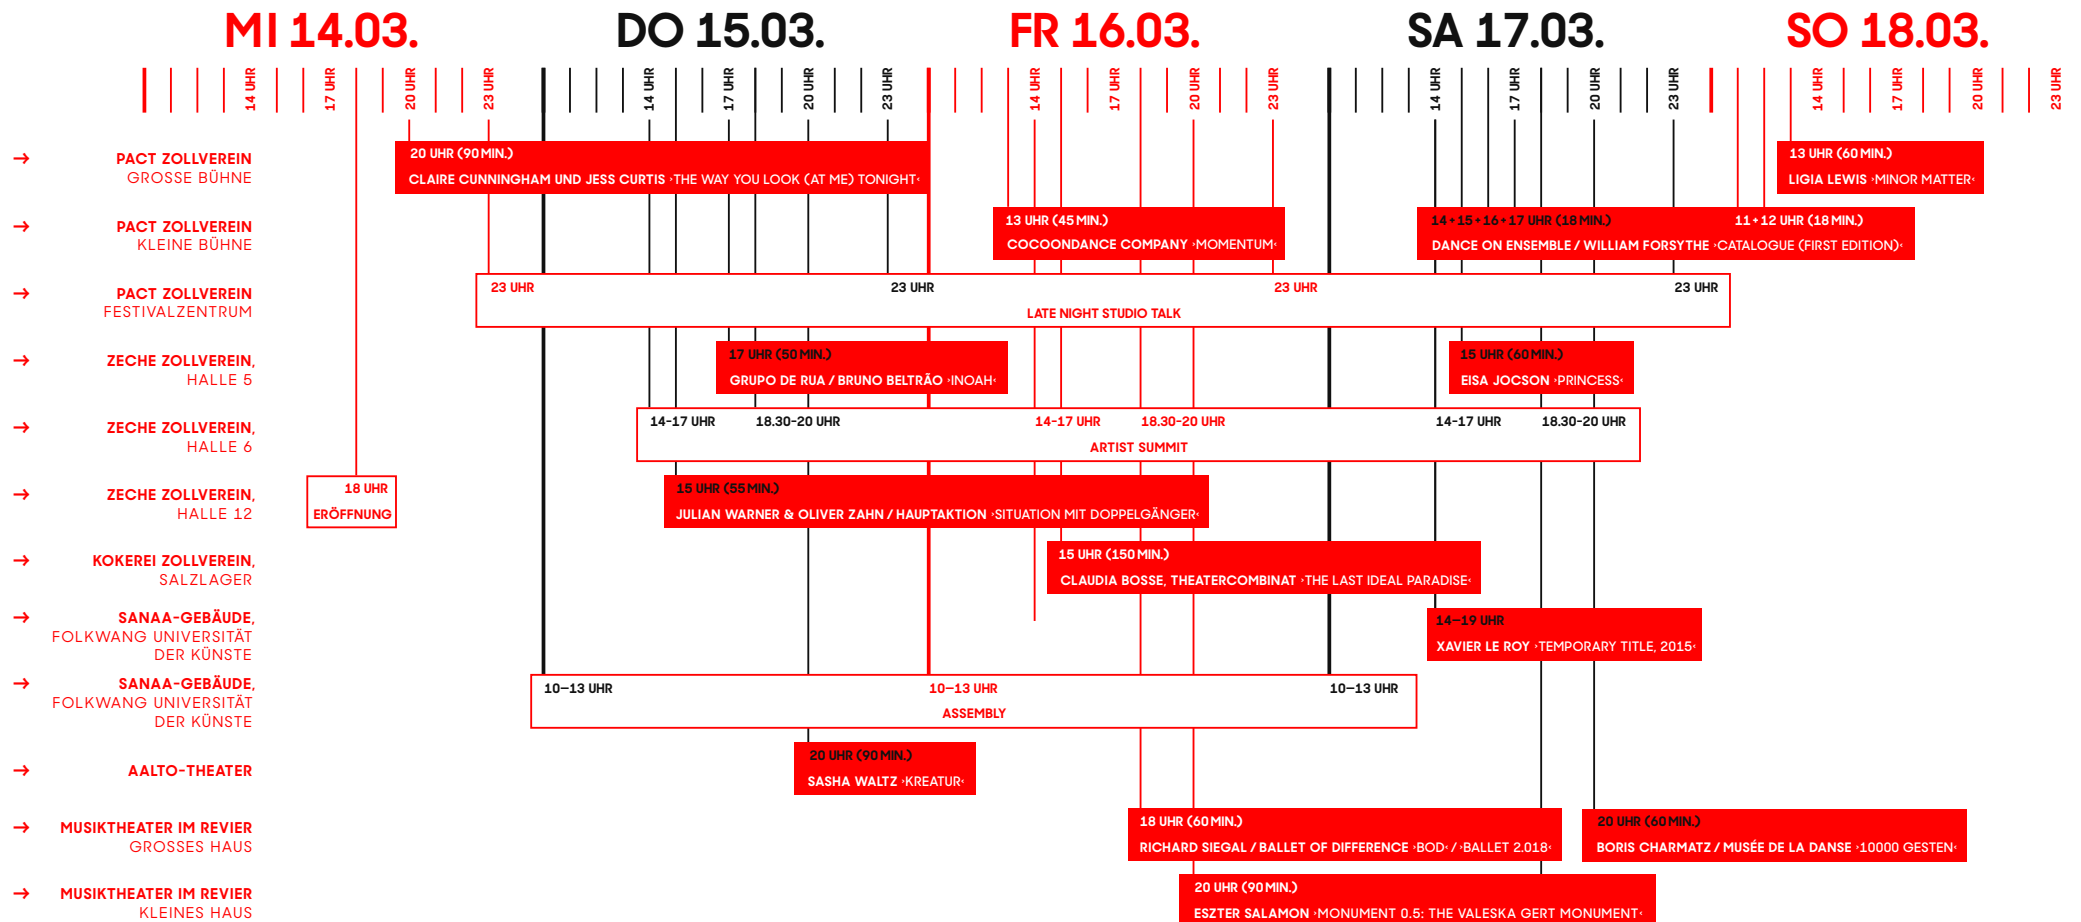 MI 14.03.
DO 15.03.
FR 16.03.
SA 17.03.
SO 18.03.
14 UHR
17 UHR
20 UHR
23 UHR
14 UHR
17 UHR
20 UHR
23 UHR
14 UHR
17 UHR
20 UHR
23 UHR
14 UHR
17 UHR
20 UHR
23 UHR
14 UHR
17 UHR
20 UHR
23 UHR
→ PACT ZOLLVEREIN
GROSSE BÜHNE
20 UHR (90 MIN.)
CLAIRE CUNNINGHAM UND JESS CURTIS ›THE WAY YOU LOOK (AT ME) TONIGHT‹
13 UHR (60 MIN.)
LIGIA LEWIS ›MINOR MATTER‹
→ PACT ZOLLVEREIN
KLEINE BÜHNE
13 UHR (45 MIN.)
COCOONDANCE COMPANY ›MOMENTUM‹
14+15+16+17 UHR (18 MIN.) 11+12 UHR (18 MIN.)
DANCE ON ENSEMBLE / WILLIAM FORSYTHE ›CATALOGUE (FIRST EDITION)‹
→ PACT ZOLLVEREIN
FESTIVALZENTRUM
23 UHR 23 UHR 23 UHR 23 UHR
LATE NIGHT STUDIO TALK
→ ZECHE ZOLLVEREIN,
HALLE 5
17 UHR (50 MIN.)
GRUPO DE RUA / BRUNO BELTRÃO ›INOAH‹
15 UHR (60 MIN.)
EISA JOCSON ›PRINCESS‹
→ ZECHE ZOLLVEREIN,
HALLE 6
14-17 UHR 18.30-20 UHR 14-17 UHR 18.30-20 UHR 14-17 UHR 18.30-20 UHR
ARTIST SUMMIT
→ ZECHE ZOLLVEREIN,
HALLE 12
18 UHR
ERÖFFNUNG
15 UHR (55 MIN.)
JULIAN WARNER & OLIVER ZAHN / HAUPTAKTION ›SITUATION MIT DOPPELGÄNGER‹
→ KOKEREI ZOLLVEREIN,
SALZLAGER
15 UHR (150 MIN.)
CLAUDIA BOSSE, THEATERCOMBINAT ›THE LAST IDEAL PARADISE‹
→ SANAA-GEBÄUDE,
FOLKWANG UNIVERSITÄT
DER KÜNSTE
14–19 UHR
XAVIER LE ROY ›TEMPORARY TITLE, 2015‹
→ SANAA-GEBÄUDE,
FOLKWANG UNIVERSITÄT
DER KÜNSTE
10–13 UHR 10–13 UHR 10–13 UHR
ASSEMBLY
→ AALTO-THEATER
20 UHR (90 MIN.)
SASHA WALTZ ›KREATUR‹
→ MUSIKTHEATER IM REVIER
GROSSES HAUS
18 UHR (60 MIN.)
RICHARD SIEGAL / BALLET OF DIFFERENCE ›BOD‹ / ›BALLET 2.018‹
20 UHR (60 MIN.)
BORIS CHARMATZ / MUSÉE DE LA DANSE ›10000 GESTEN‹
→ MUSIKTHEATER IM REVIER
KLEINES HAUS
20 UHR (90 MIN.)
ESZTER SALAMON ›MONUMENT 0.5: THE VALESKA GERT MONUMENT‹